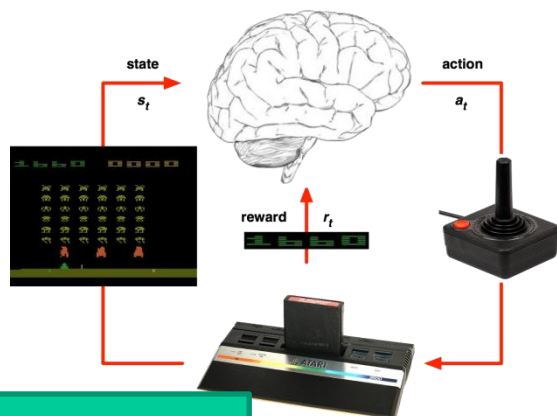 state
s_t
action
a_t
1660 0000
reward
r_t
1660
ATARI